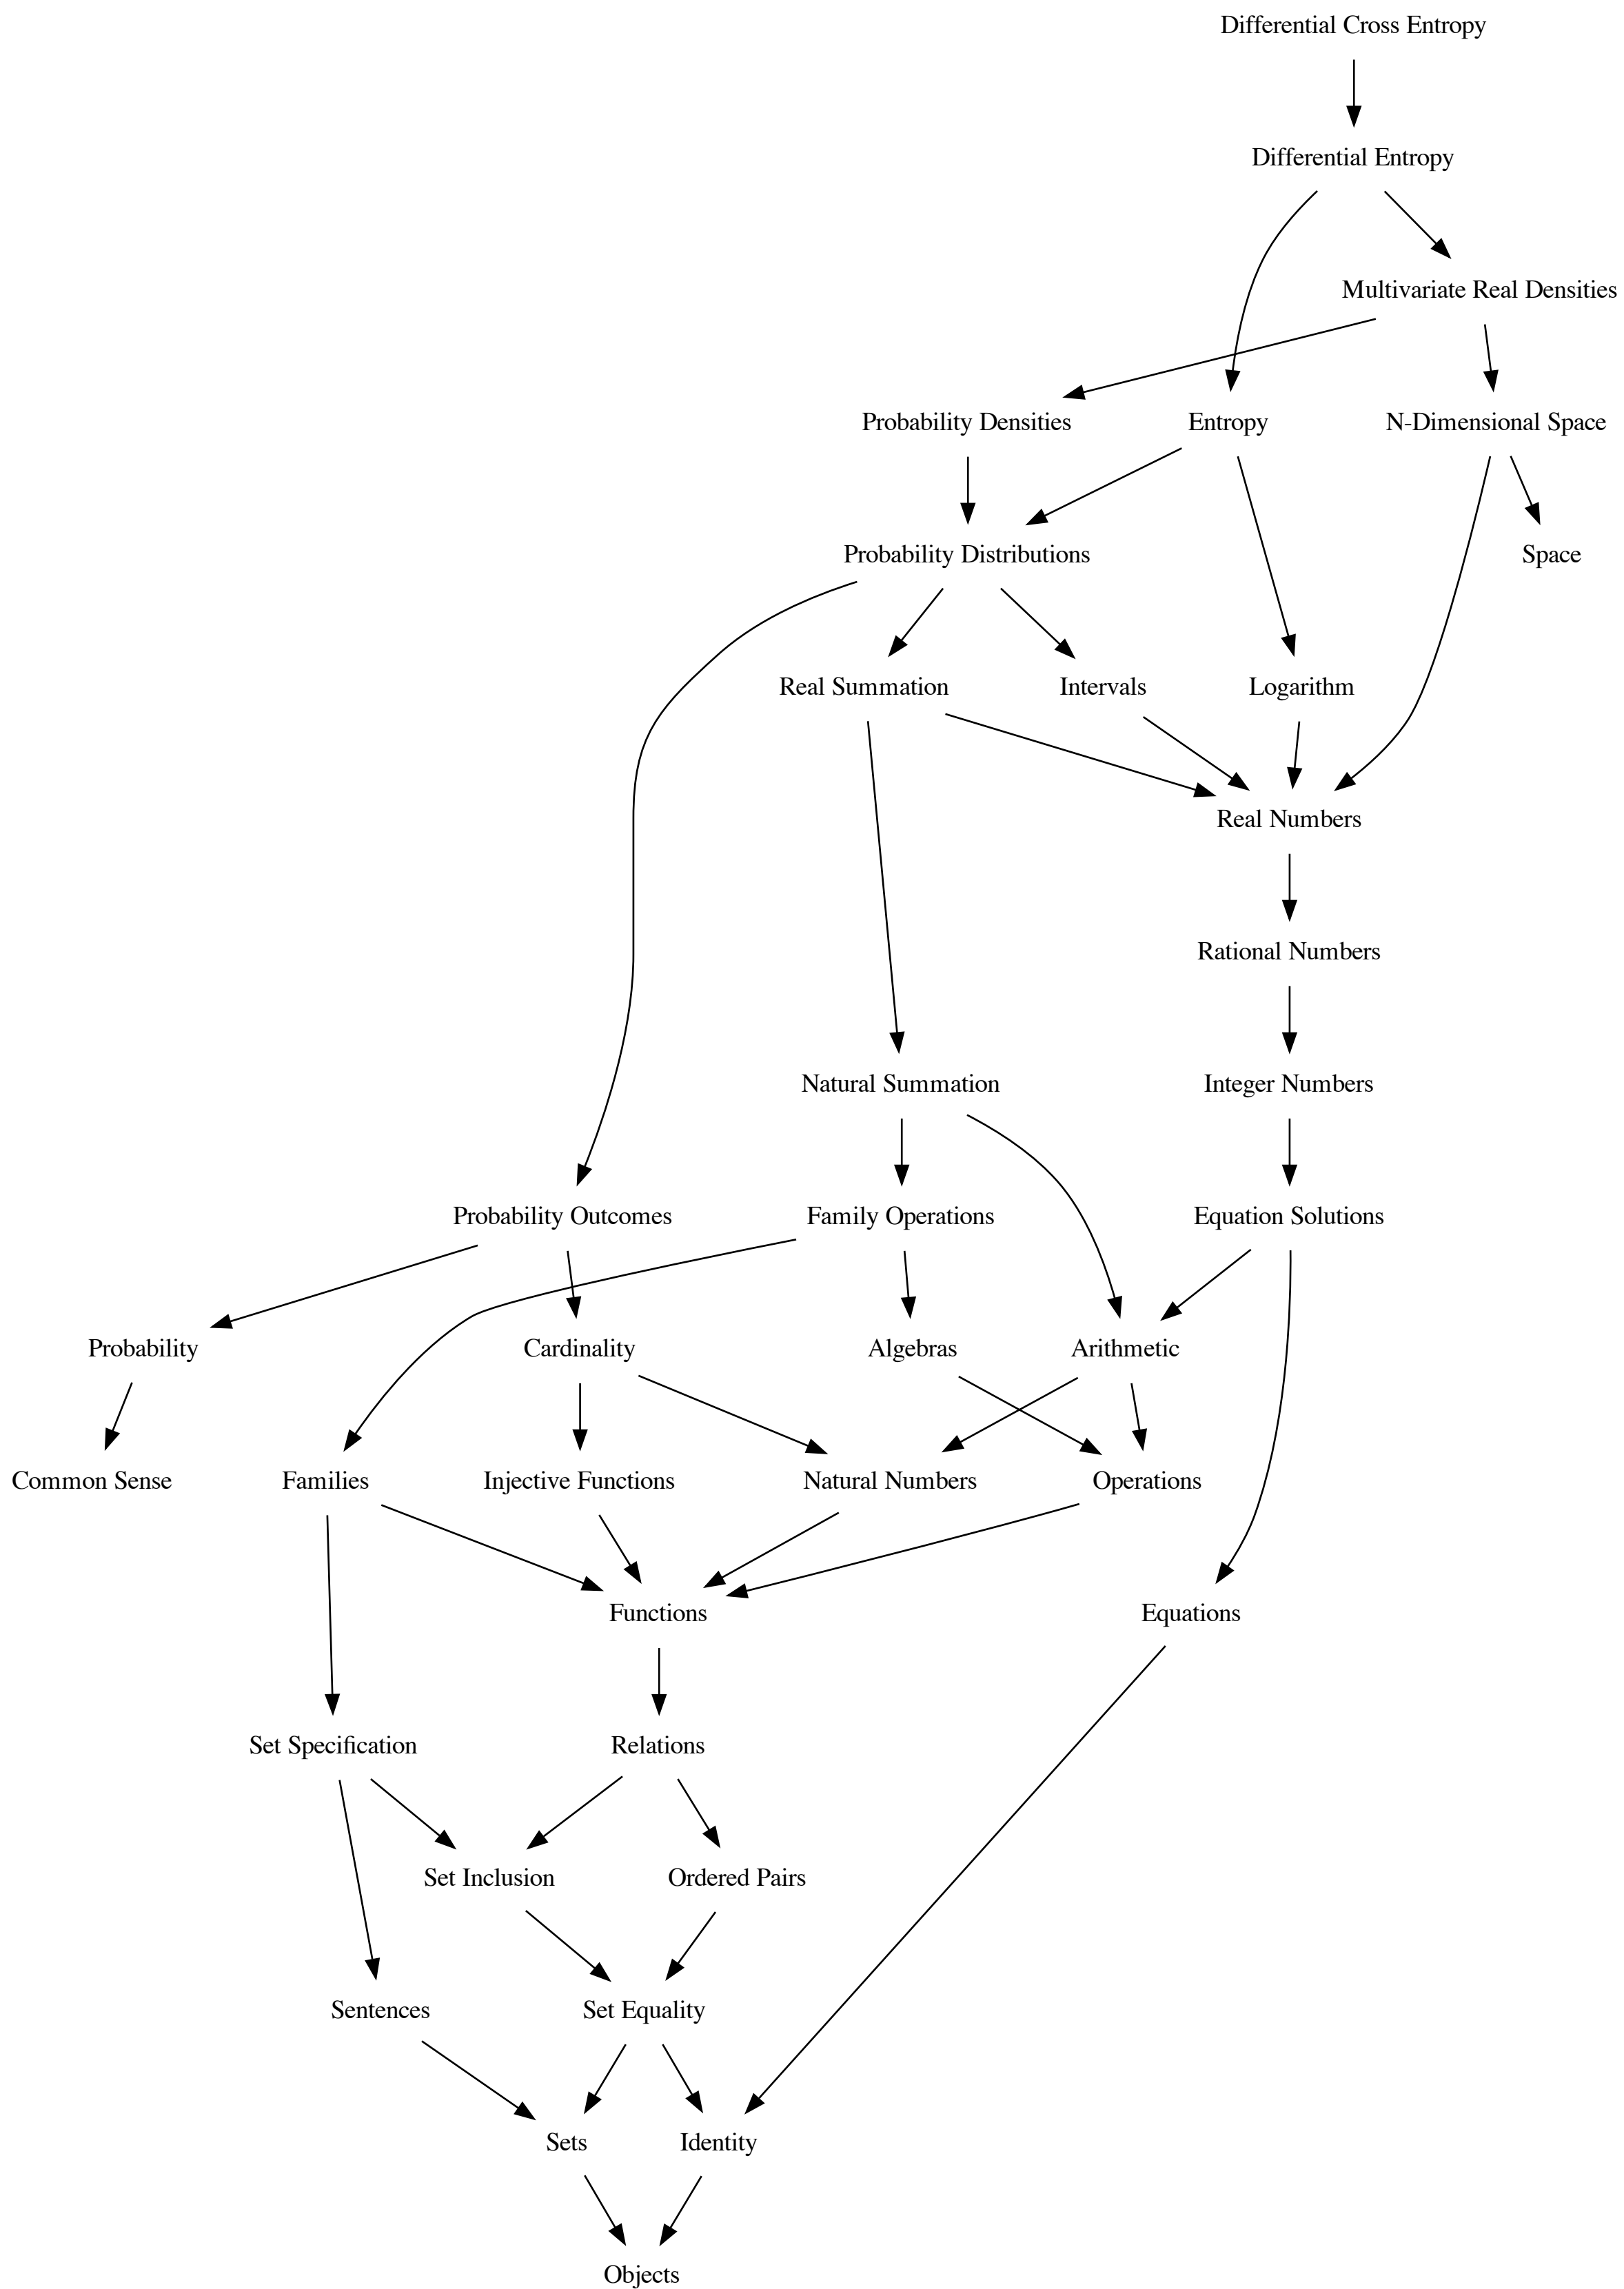 Differential Cross Entropy
Differential Entropy
Multivariate Real Densities
Probability Densities
Entropy
N-Dimensional Space
Probability Distributions
Space
Real Summation
Intervals
Logarithm
Real Numbers
Rational Numbers
Natural Summation
Integer Numbers
Probability Outcomes
Family Operations
Equation Solutions
Probability
Cardinality
Algebras
Arithmetic
Common Sense
Families
Injective Functions
Natural Numbers
Operations
Functions
Equations
Set Specification
Relations
Set Inclusion
Ordered Pairs
Sentences
Set Equality
Sets
Identity
Objects